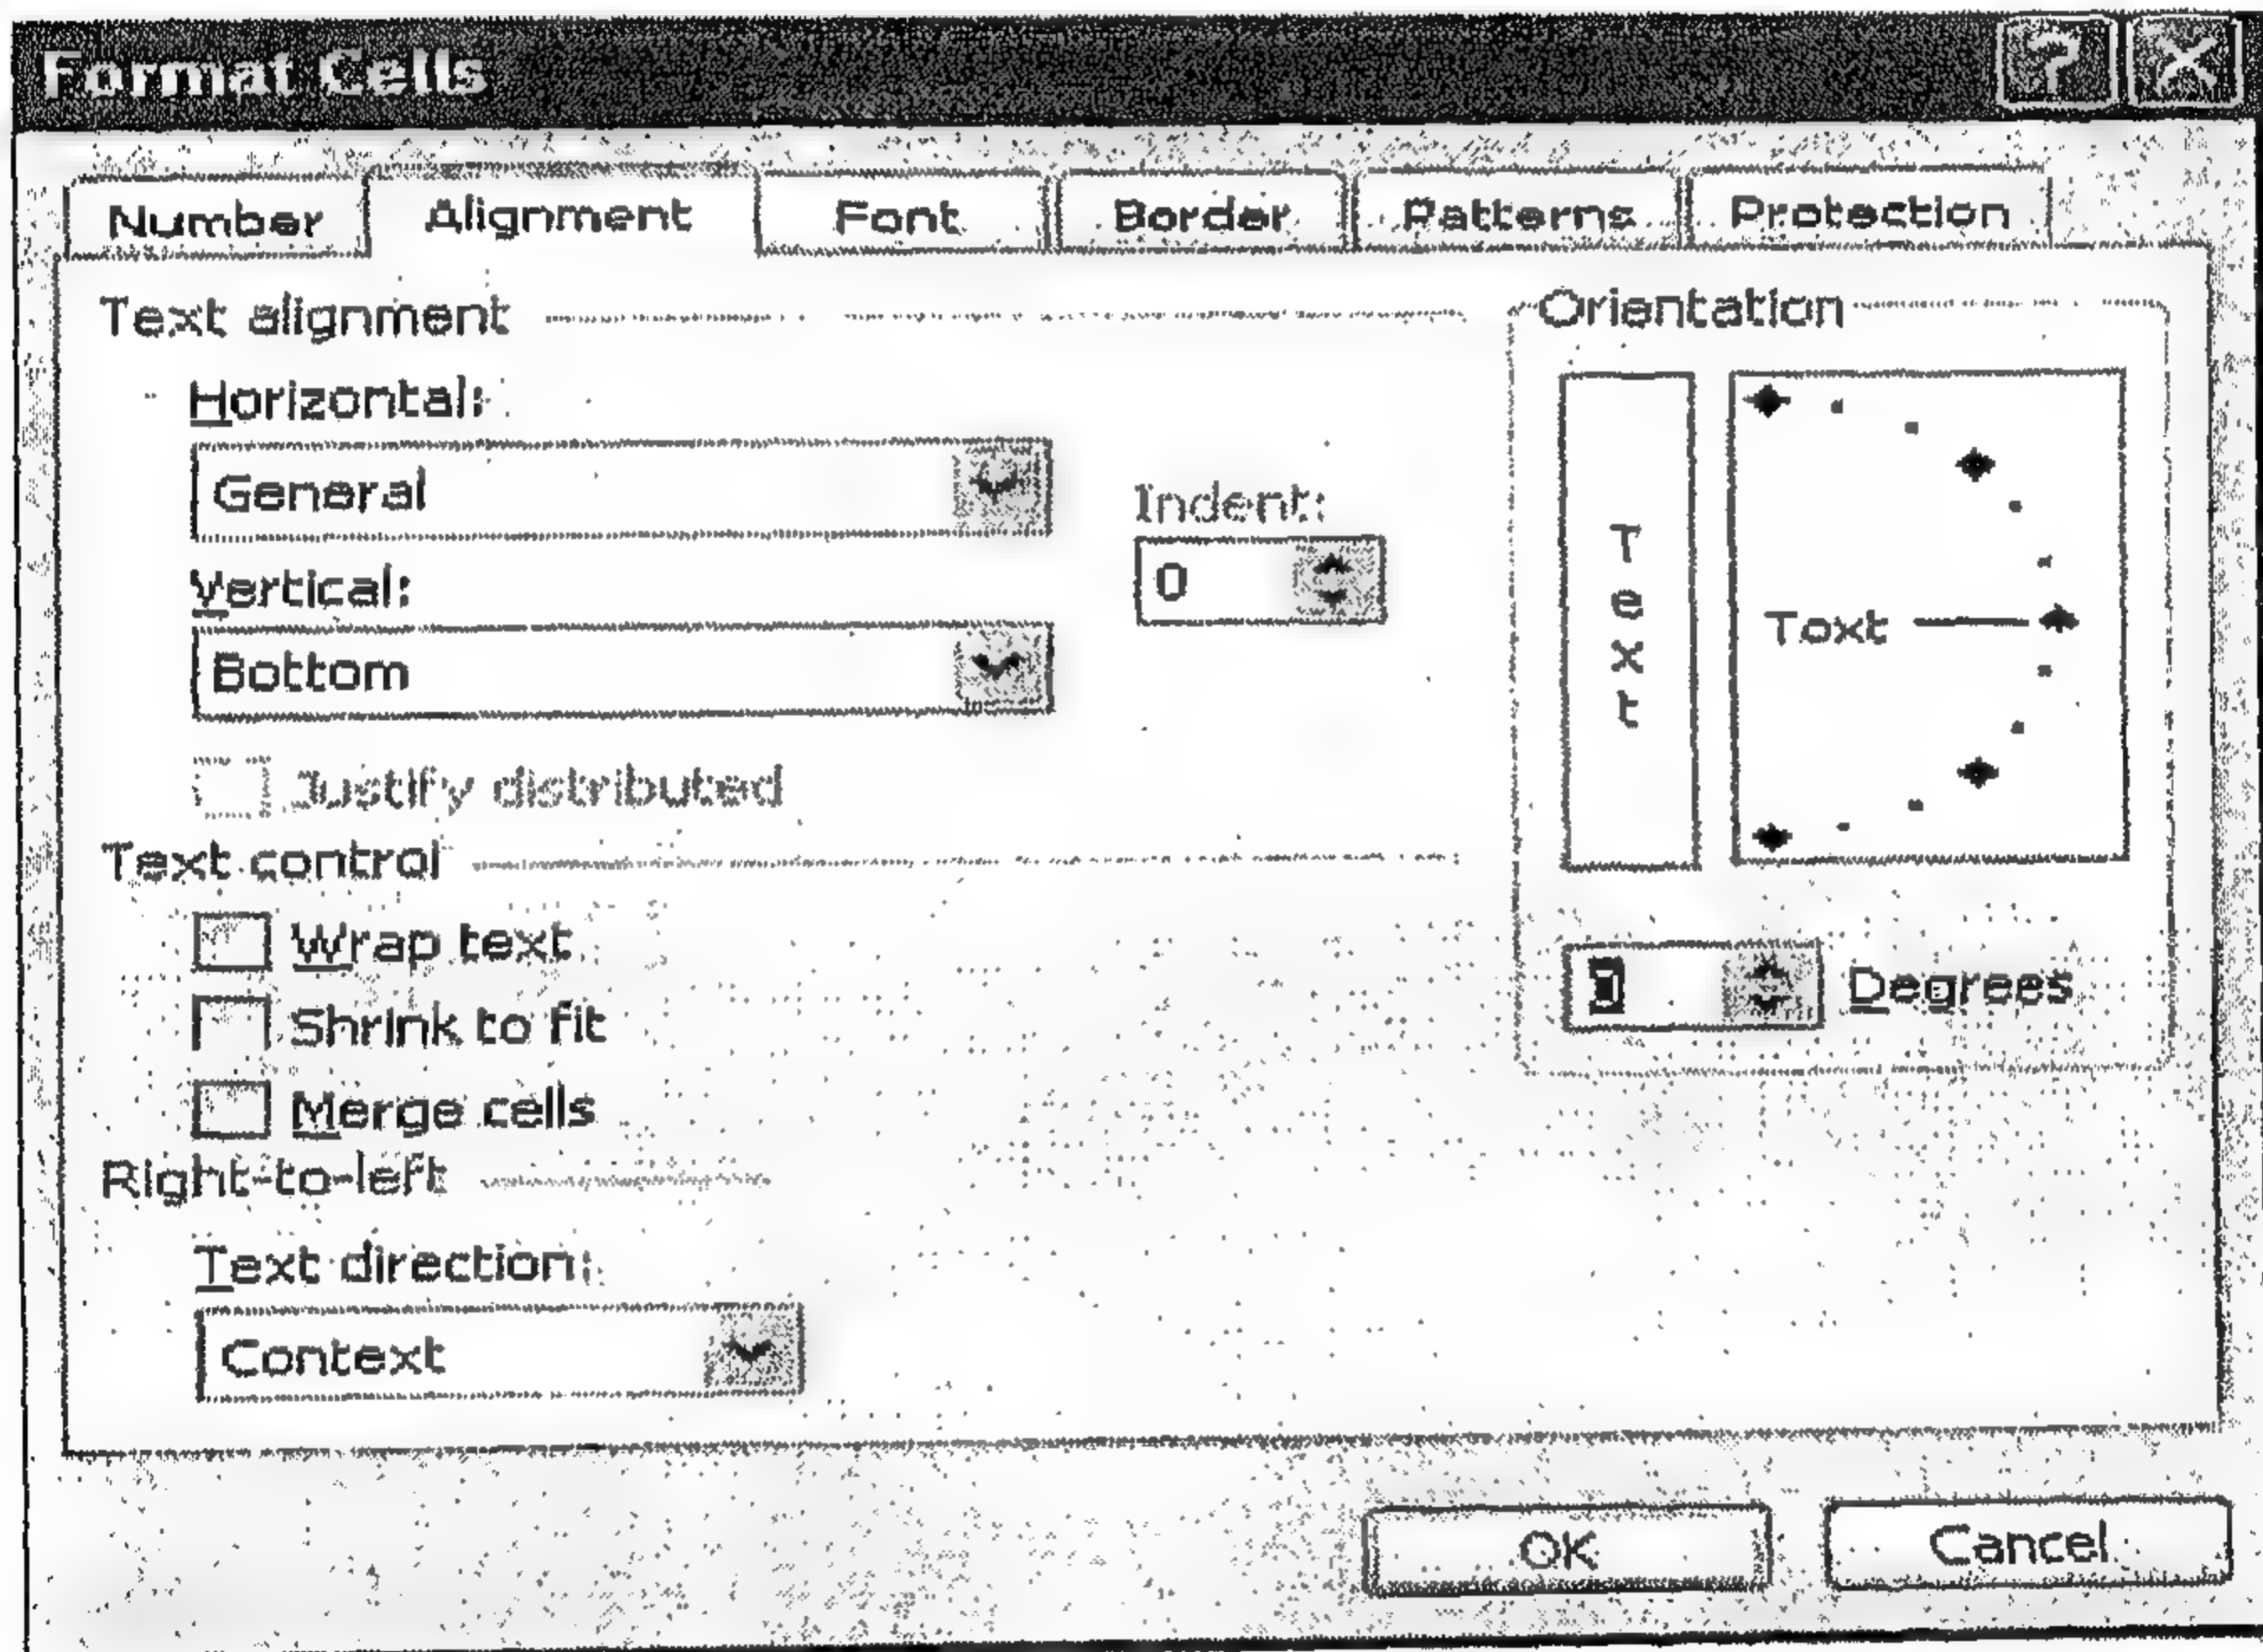 Format Cells
Number Alignment Font Border Patterns Protection
Text alignment
Horizontal:
General
Indent:
0
Vertical:
Bottom
Justify distributed
Text control
Wrap text
Shrink to fit
Merge cells
Right-to-left
Text direction:
Context
Orientation
T
e
x
t
Text
Degrees
OK Cancel